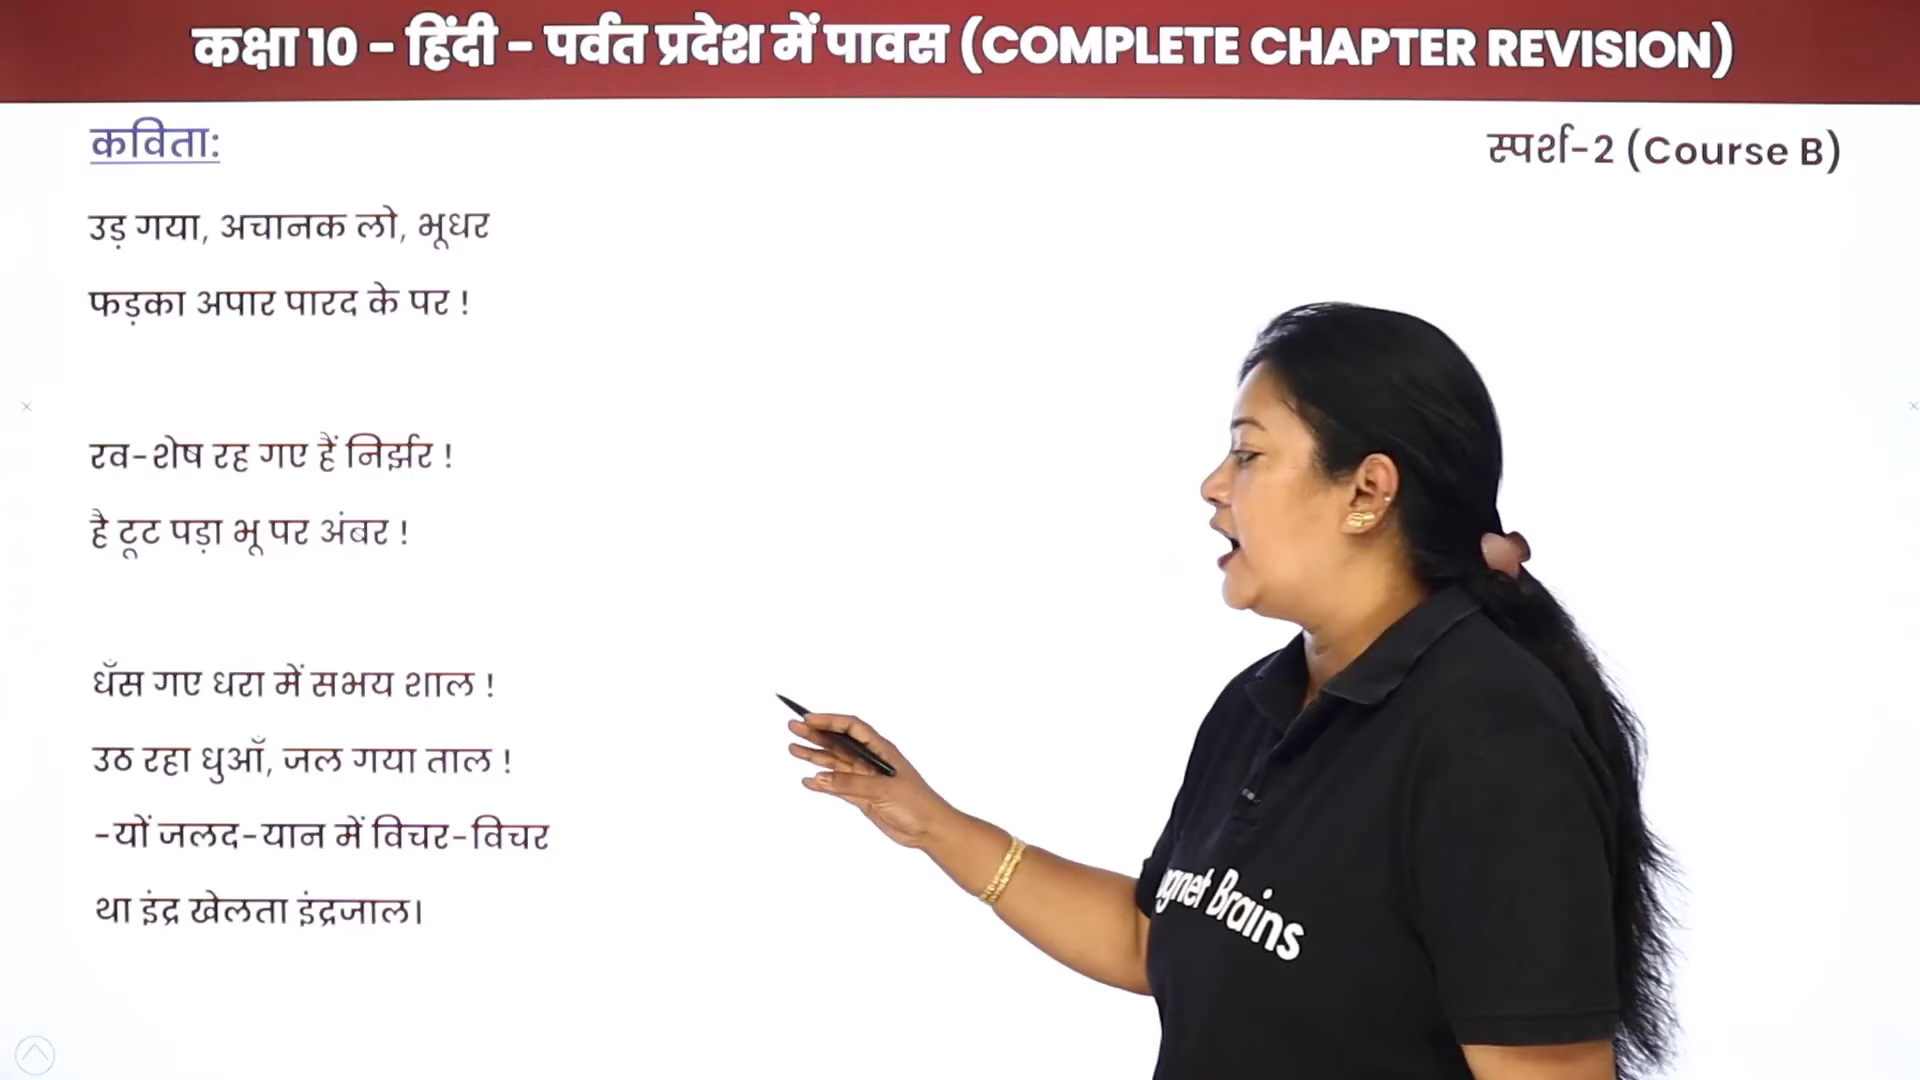 कक्षा 10 - हिंदी - पर्वत प्रदेश में पावस (COMPLETE CHAPTER REVISION)
कविता:
स्पर्श-2 (Course B)
उड़ गया, अचानक लो, भूधर
फड़का अपार पारद के पर !
रव-शेष रह गए हैं निर्झर !
है टूट पड़ा भू पर अंबर !
धँस गए धरा में सभय शाल !
उठ रहा धुआँ, जल गया ताल !
-यों जलद-यान में विचर-विचर
था इंद्र खेलता इंद्रजाल।
Brains